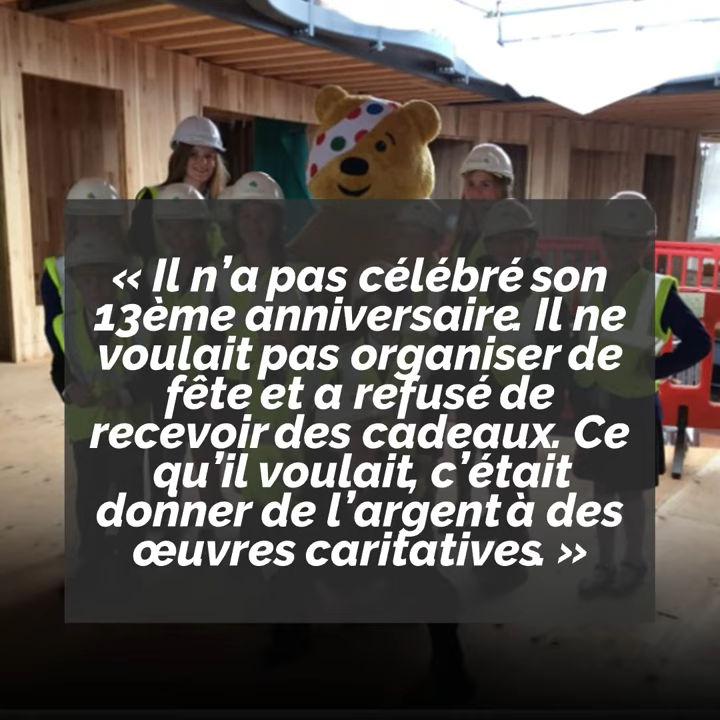 « Il n’a pas célébré son
13ème anniversaire. Il ne
voulait pas organiser de
fête et a refusé de
recevoir des cadeaux. Ce
qu’il voulait, c’était
donner de l’argent à des
œuvres caritatives. »